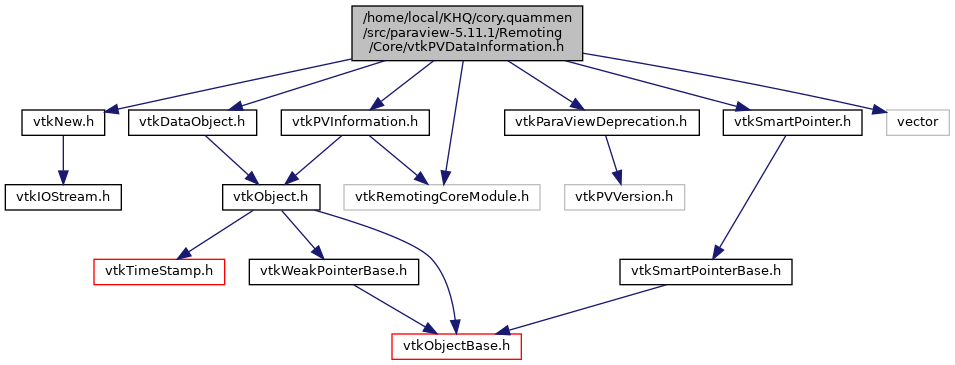 /home/local/KHQ/cory.quammen
/src/paraview-5.11.1/Remoting
/Core/vtkPVDataInformation.h
vtkNew.h
vtkDataObject.h
vtkPVInformation.h
vtkParaViewDeprecation.h
vtkSmartPointer.h
vector
vtkIOStream.h
vtkObject.h
vtkRemotingCoreModule.h
vtkPVVersion.h
vtkTimeStamp.h
vtkWeakPointerBase.h
vtkSmartPointerBase.h
vtkObjectBase.h